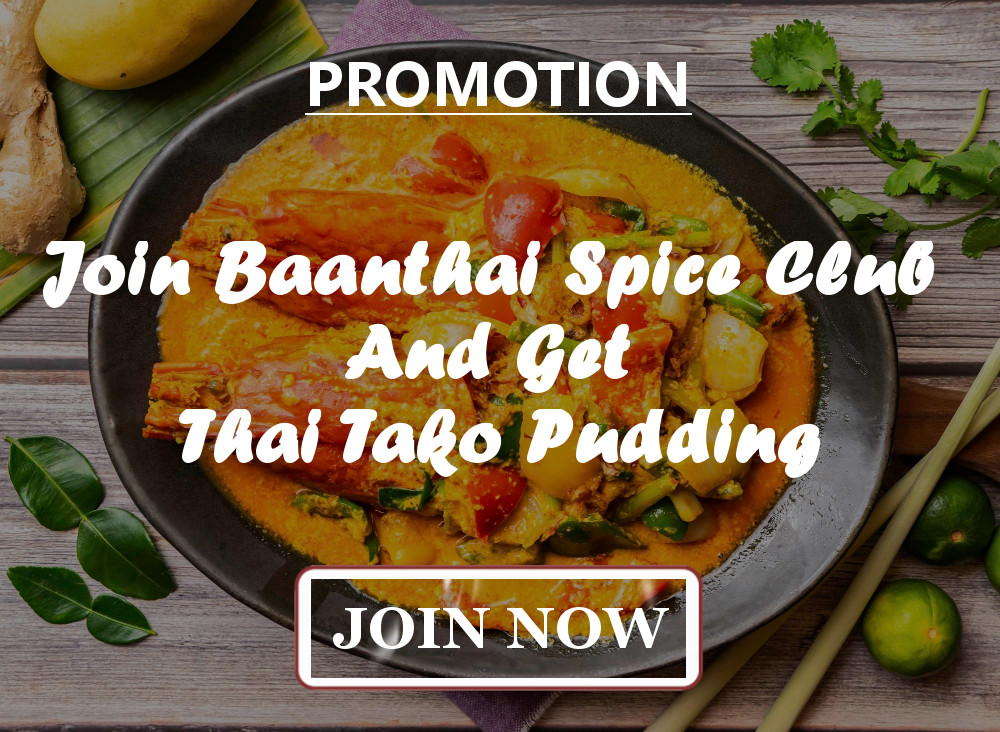 PROMOTION
Join Baanthai Spice Club
And Get
Thai Tako Pudding
JOIN NOW